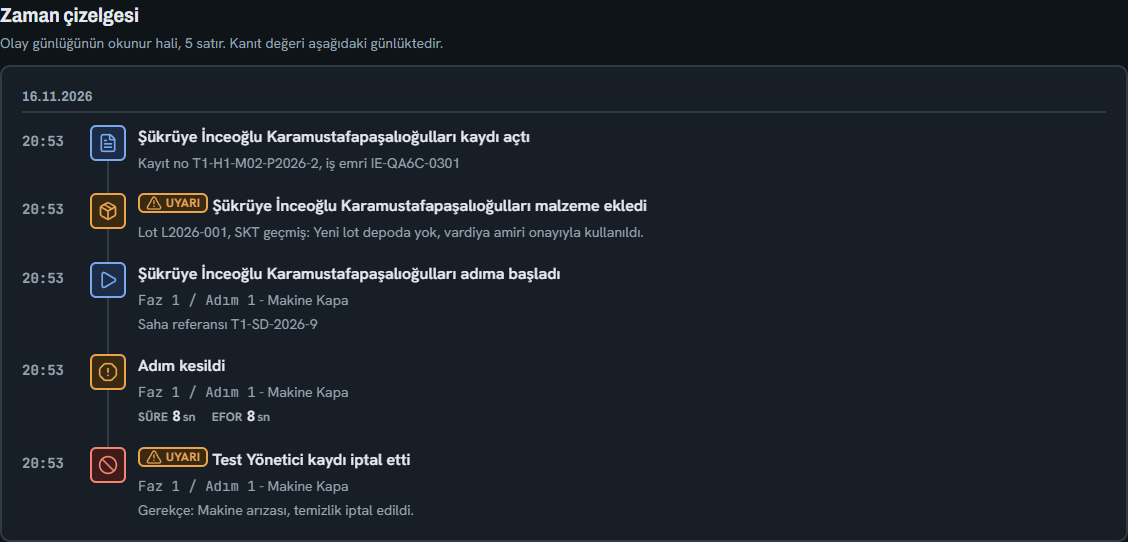 Zaman çizelgesi
Olay günlüğünün okunur hali, 5 satır. Kanıt değeri aşağıdaki günlüktedir.
16.11.2026
20:53 Şükrüye İnceoğlu Karamustafapaşalıoğulları kaydı açtı
Kayıt no T1-H1-M02-P2026-2, iş emri IE-QA6C-0301
20:53 UYARI Şükrüye İnceoğlu Karamustafapaşalıoğulları malzeme ekledi
Lot L2026-001, SKT geçmiş: Yeni lot depoda yok, vardiya amiri onayıyla kullanıldı.
20:53 Şükrüye İnceoğlu Karamustafapaşalıoğulları adıma başladı
Faz 1 / Adım 1 - Makine Kapa
Saha referansı T1-SD-2026-9
20:53 Adım kesildi
Faz 1 / Adım 1 - Makine Kapa
SÜRE 8 sn EFOR 8 sn
20:53 UYARI Test Yönetici kaydı iptal etti
Faz 1 / Adım 1 - Makine Kapa
Gerekçe: Makine arızası, temizlik iptal edildi.